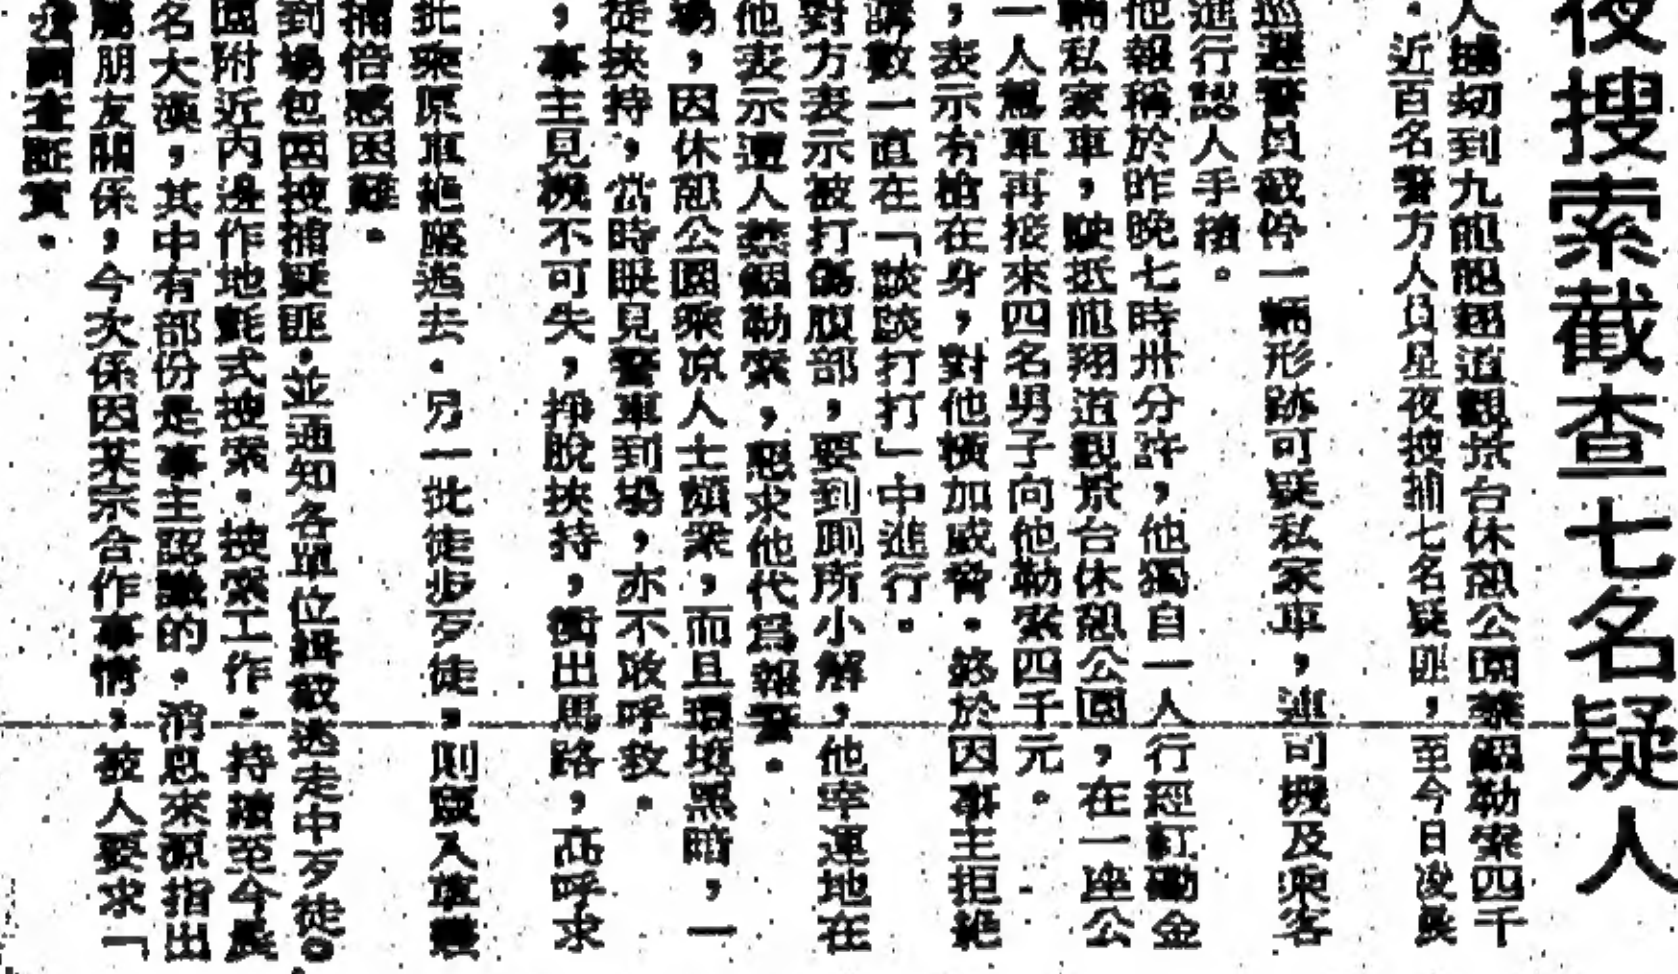 夜搜索截查七名疑人
人擄刧到九龍龍翔道觀景台休憩公園禁錮勒索四千
．近百名警方人員星夜搜捕七名疑匪，至今日凌晨
巡邏警員截停一輛形跡可疑私家車，連司機及乘客
進行認人手續。
他報稱於昨晚七時卅分許，他獨自一人行經紅磡金
輛私家車，駛抵龍翔道觀景台休憩公園，在一座公
一人駕車再接來四名男子向他勒索四千元。
，表示有槍在身，對他橫加威脅．終於因事主拒絕
講數一直在「談談打打」中進行．
對方表示被打傷腹部，要到厠所小解，他幸運地在
他表示遭人禁錮勒索，懇求他代爲報警．
場，因休憩公園乘凉人士頗衆，而且環境黑暗，一
徒挾持，當時眼見警車到場，亦不敢呼救．
，事主見機不可失，掙脫挾持，衝出馬路，高呼求
批乘原車絕塵逃去．另一批徒步歹徒，則竄入
捕倍感困難．
到場包圍搜捕疑匪．並通知各單位緝截逃走中歹徒。
園附近內邊作地氈式搜索．搜索工作．持續至今晨
名大漢，其中有部份是事主認識的．消息來源指出
屬朋友關係，今次係因某宗合作事情，被人要求「
調查證實．